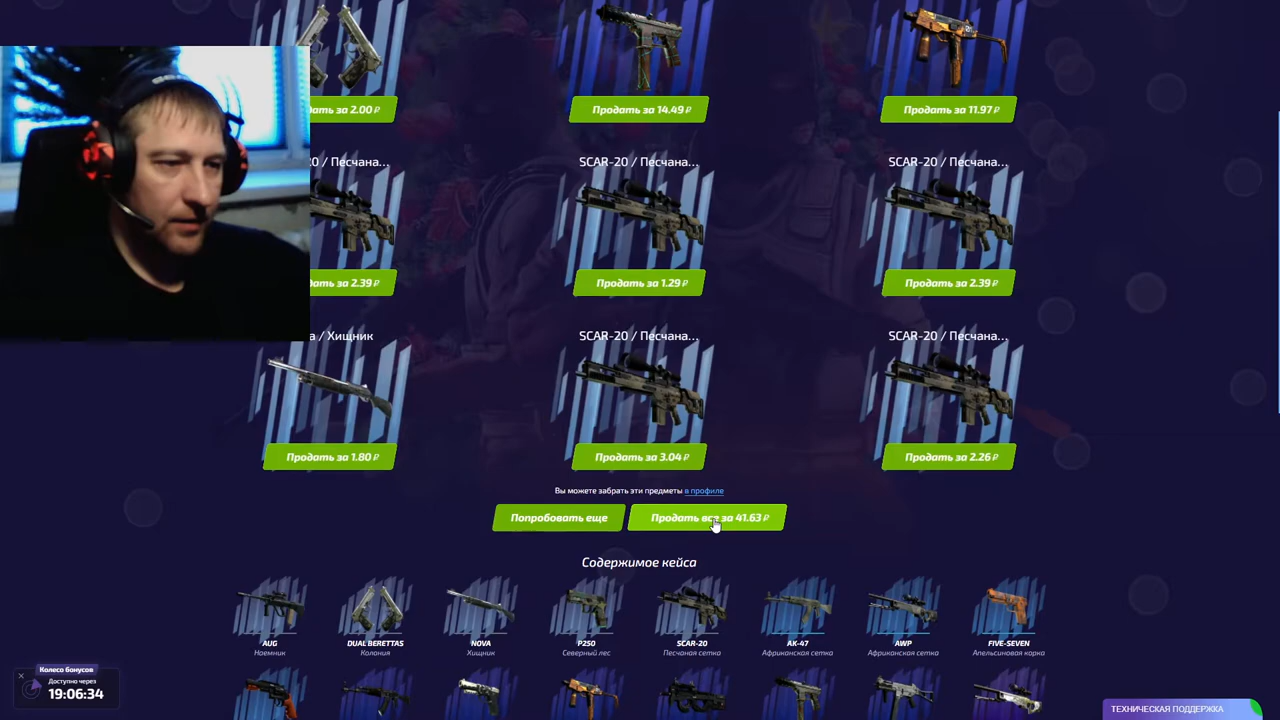 дать за 2.00 ₽
Продать за 14.49 ₽
Продать за 11.97 ₽
20 / Песчана...
SCAR-20 / Песчана...
SCAR-20 / Песчана...
дать за 2.39 ₽
Продать за 1.29 ₽
Продать за 2.39 ₽
а / Хищник
SCAR-20 / Песчана...
SCAR-20 / Песчана...
Продать за 1.80 ₽
Продать за 3.04 ₽
Продать за 2.26 ₽
Вы можете забрать эти предметы в профиле
Попробовать еще
Продать все за 41.63 ₽
Содержимое кейса
AUG
Наемник
DUAL BERETTAS
Колония
NOVA
Хищник
P250
Северный лес
SCAR-20
Песчаная сетка
AK-47
Африканская сетка
AWP
Африканская сетка
FIVE-SEVEN
Апельсиновая корка
Колесо бонусов
Доступно через
19:06:34
ТЕХНИЧЕСКАЯ ПОДДЕРЖКА